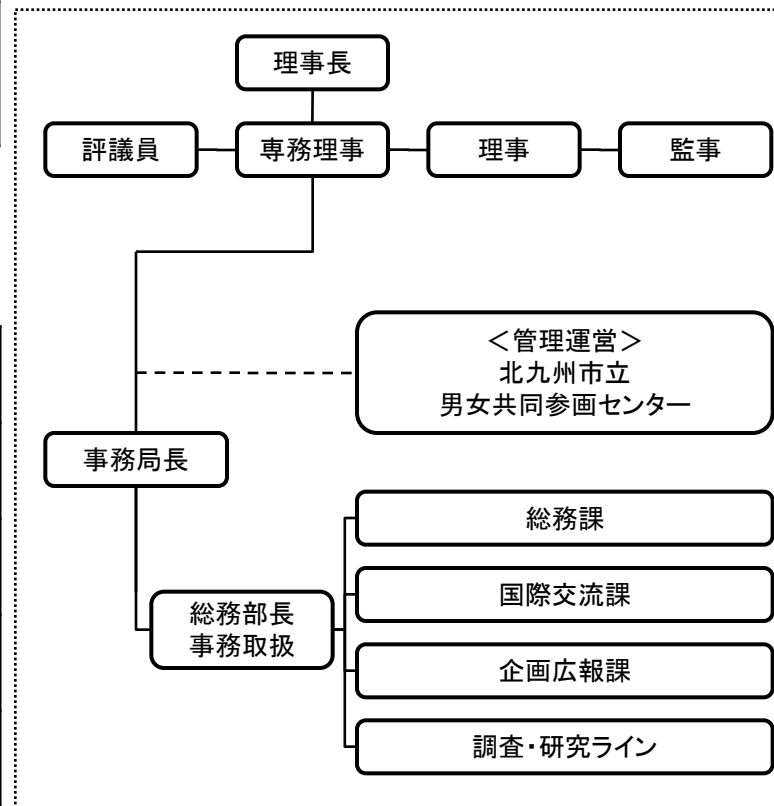 理事長
評議員
専務理事
理事
監事
＜管理運営＞
北九州市立
男女共同参画センター
事務局長
総務課
総務部長
事務取扱
国際交流課
企画広報課
調査・研究ライン